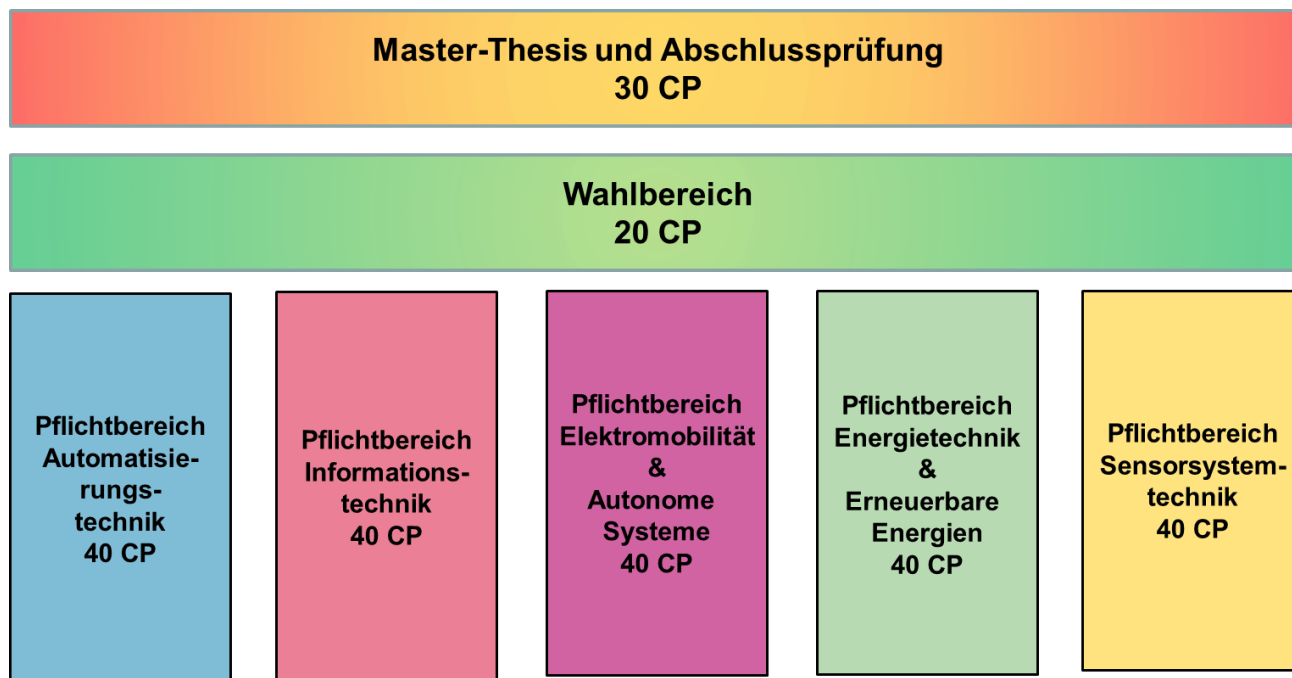 Master-Thesis und Abschlussprüfung
30 CP
Wahlbereich
20 CP
Pflichtbereich
Automatisie-
rungs-
technik
40 CP
Pflichtbereich
Informations-
technik
40 CP
Pflichtbereich
Elektromobilität
&
Autonome
Systeme
40 CP
Pflichtbereich
Energietechnik
&
Erneuerbare
Energien
40 CP
Pflichtbereich
Sensorsystem-
technik
40 CP